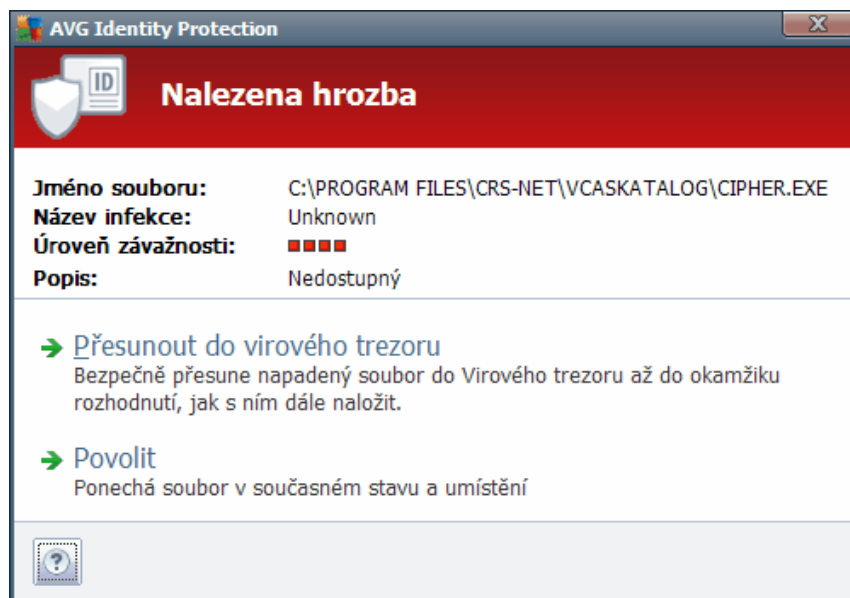 AVG Identity Protection
ID
Nalezena hrozba
Jméno souboru: C:\PROGRAM FILES\CRS-NET\VCASKATALOG\CIPHER.EXE
Název infekce: Unknown
Úroveň závažnosti:
Popis: Nedostupný
Přesunout do virového trezoru
Bezpečně přesune napadený soubor do Virového trezoru až do okamžiku
rozhodnutí, jak s ním dále naložit.
Povolit
Ponechá soubor v současném stavu a umístění
?